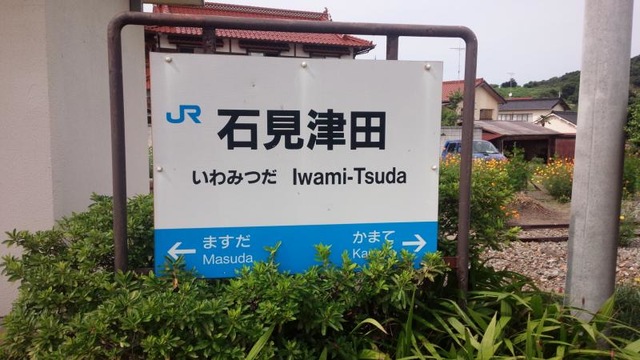 JR
石見津田
いわみつだ Iwami-Tsuda
← ますだ かまて →
Masuda